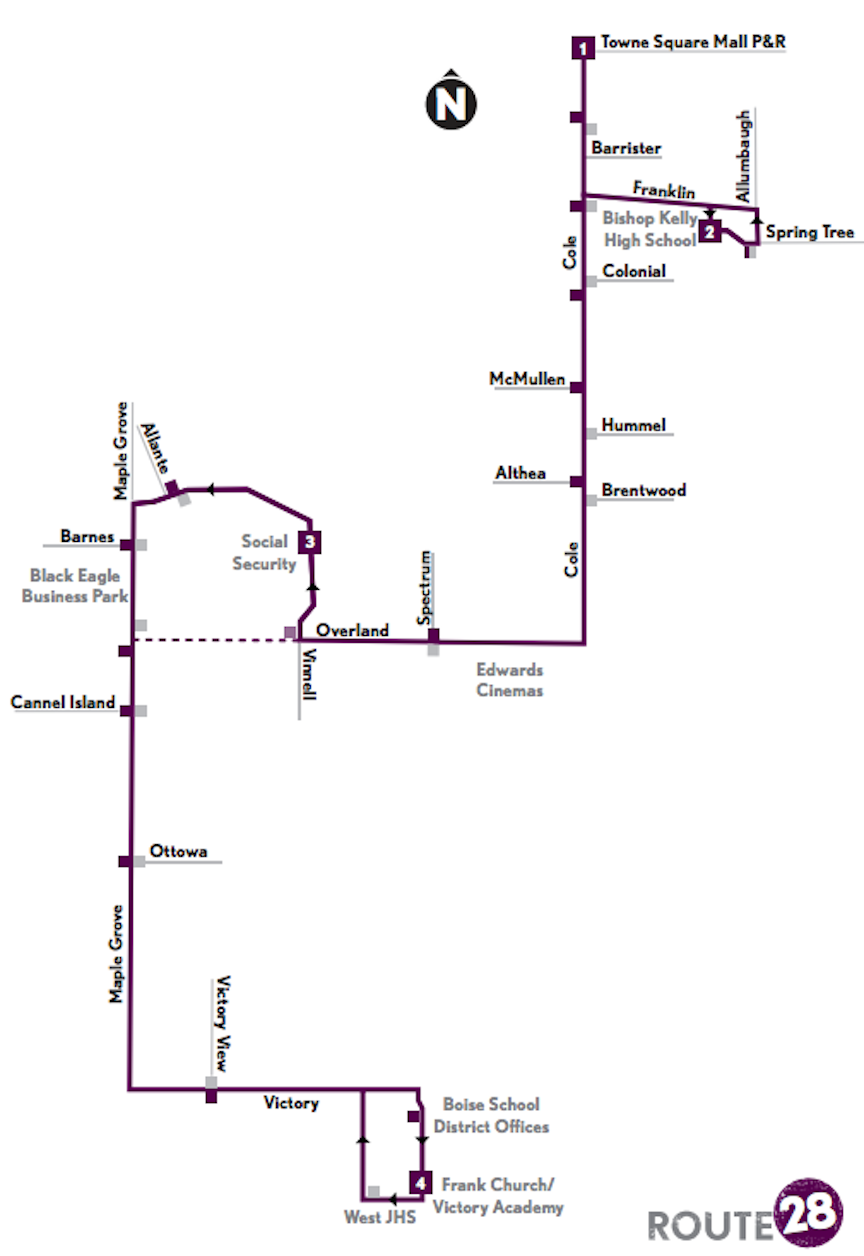 1 Towne Square Mall P&R
N
Barrister
Allumbaugh
Franklin
Bishop Kelly
High School
2
Spring Tree
Cole
Colonial
McMullen
Hummel
Maple Grove
Allante
Althea
Brentwood
Barnes
Social
Security
3
Cole
Black Eagle
Business Park
Spectrum
Overland
Vinnell
Edwards
Cinemas
Cannel Island
Ottowa
Maple Grove
Victory View
Victory
Boise School
District Offices
4
Frank Church/
Victory Academy
West JHS
ROUTE 28